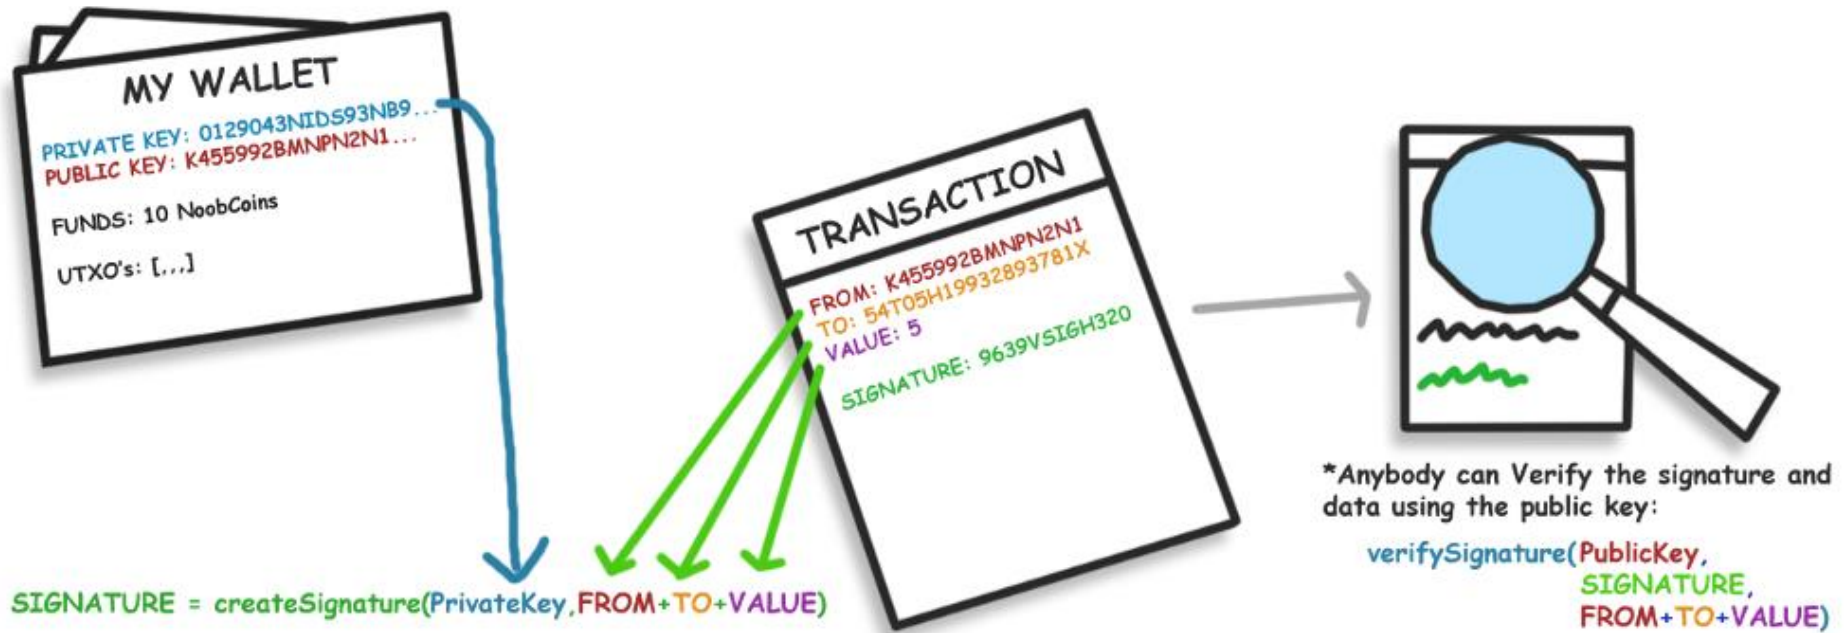 MY WALLET
PRIVATE KEY: 0129043NIDS93NB9...
PUBLIC KEY: K455992BMNPN2N1...
FUNDS: 10 NoobCoins
UTXO's: [,,,]
SIGNATURE = createSignature(PrivateKey,FROM+TO+VALUE)
TRANSACTION
FROM: K455992BMNPN2N1
TO: 54T05H19932893781X
VALUE: 5
SIGNATURE: 9639VSIGH320
*Anybody can Verify the signature and
data using the public key:
verifySignature(PublicKey,
SIGNATURE,
FROM+TO+VALUE)